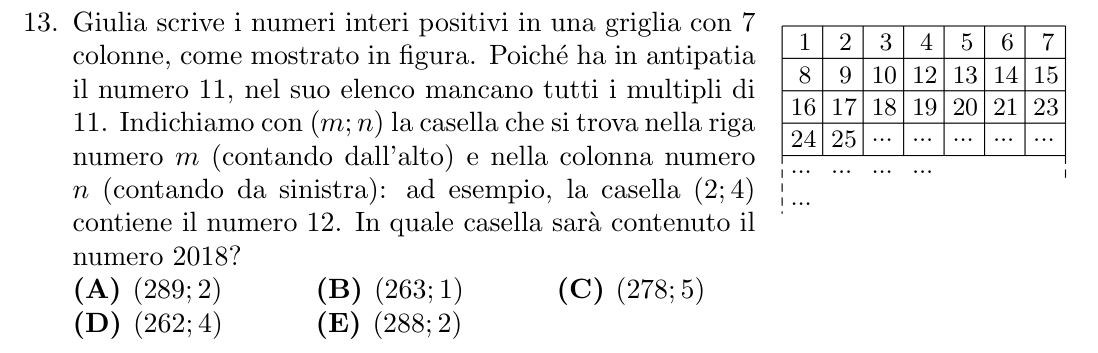 13. Giulia scrive i numeri interi positivi in una griglia con 7
colonne, come mostrato in figura. Poiché ha in antipatia
il numero 11, nel suo elenco mancano tutti i multipli di
11. Indichiamo con (m; n) la casella che si trova nella riga
numero m (contando dall'alto) e nella colonna numero
n (contando da sinistra): ad esempio, la casella (2; 4)
contiene il numero 12. In quale casella sarà contenuto il
numero 2018?
(A) (289; 2) (B) (263; 1) (C) (278; 5)
(D) (262; 4) (E) (288; 2)
1 2 3 4 5 6 7
8 9 10 12 13 14 15
16 17 18 19 20 21 23
24 25 ... ... ... ... ...
... ... ... ...
...